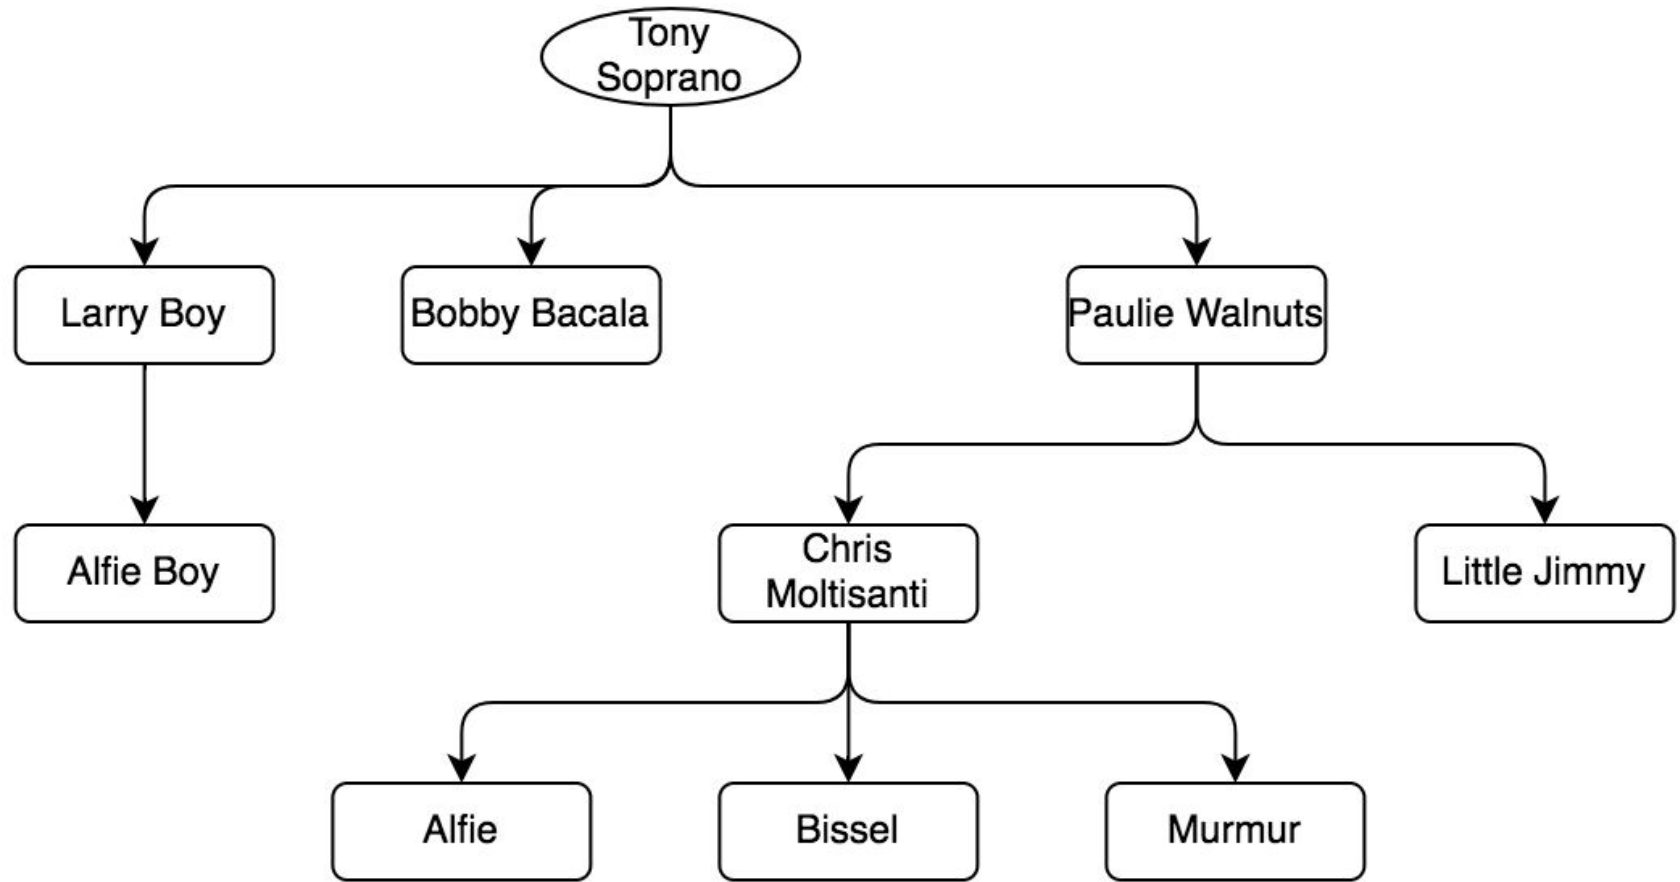 Tony
Soprano
Larry Boy
Bobby Bacala
Paulie Walnuts
Alfie Boy
Chris
Moltisanti
Little Jimmy
Alfie
Bissel
Murmur